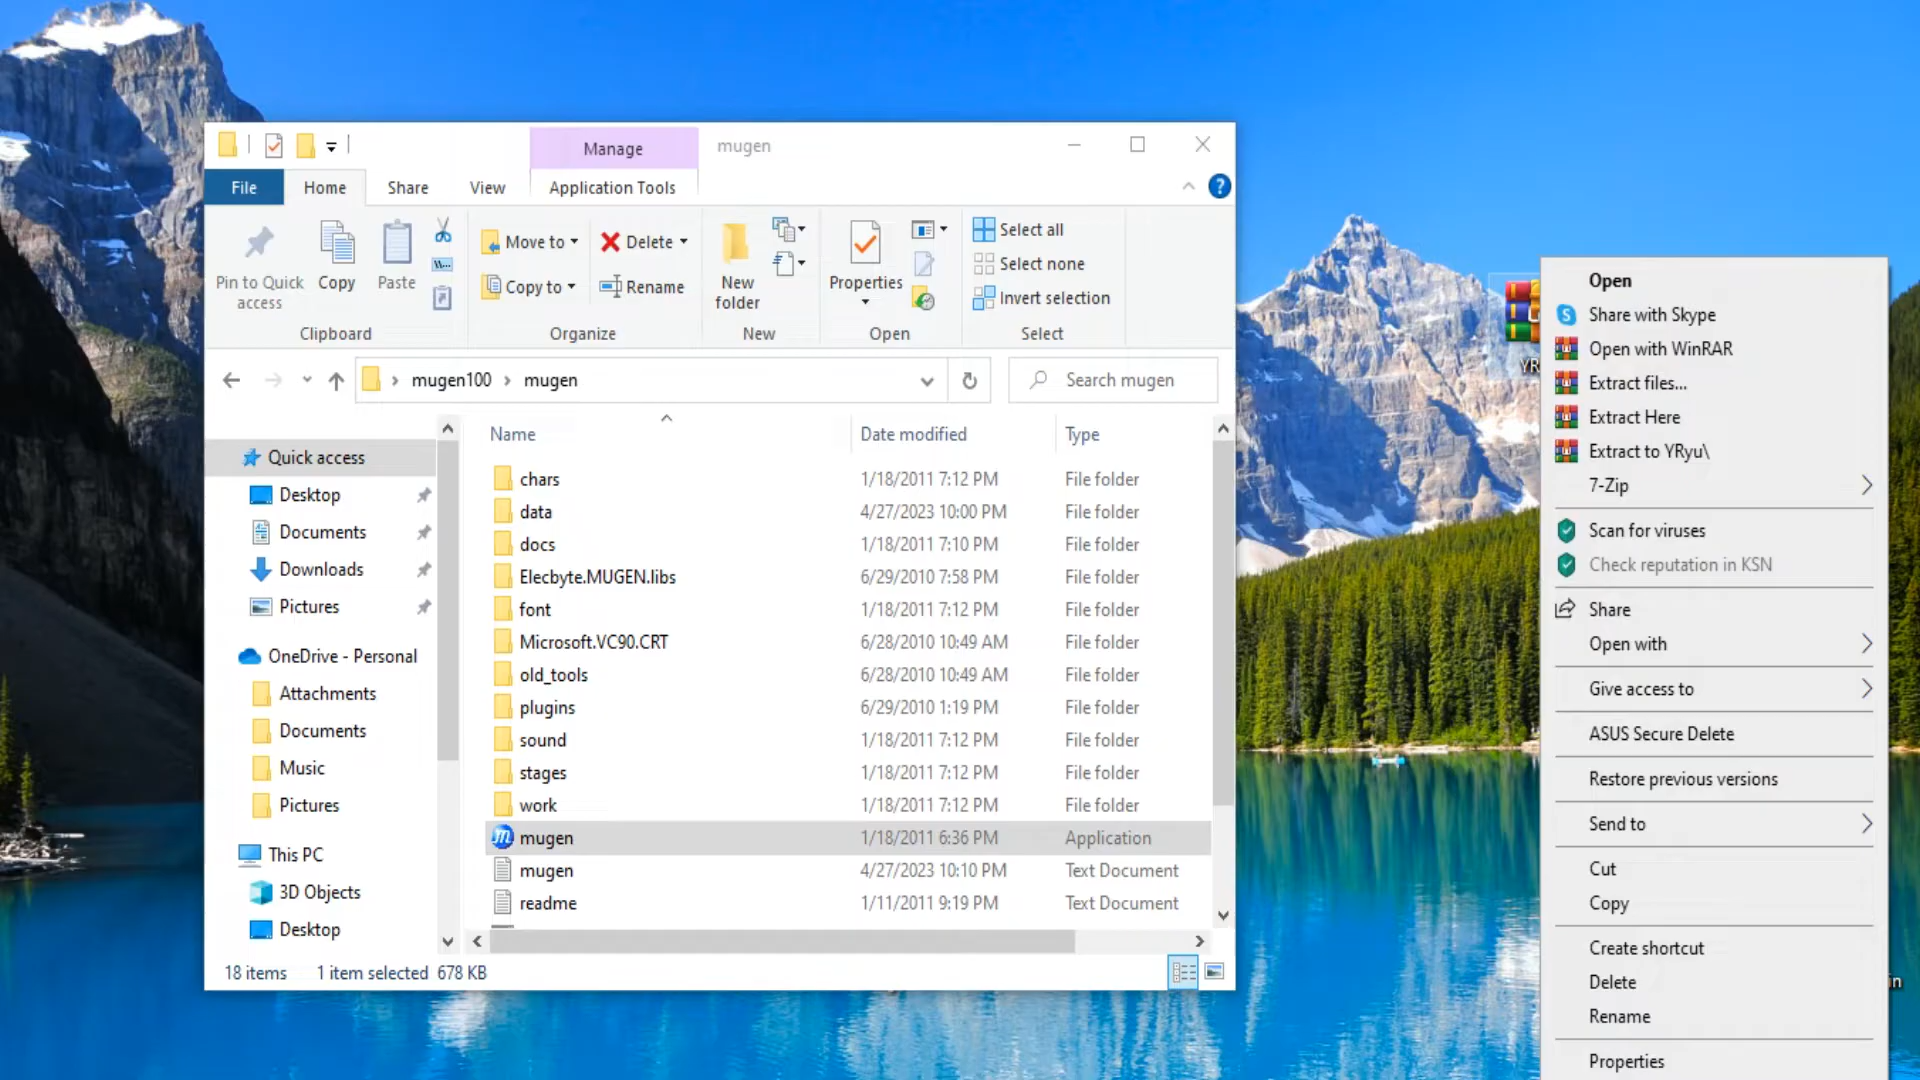 Manage
mugen
File
Home
Share
View
Application Tools
?
Pin to Quick access
Copy
Paste
Clipboard
Move to
Copy to
Delete
Rename
Organize
New folder
New
Properties
Open
Select all
Select none
Invert selection
Select
mugen100 › mugen
Search mugen
Name
Date modified
Type
Quick access
Desktop
Documents
Downloads
Pictures
OneDrive - Personal
Attachments
Documents
Music
Pictures
This PC
3D Objects
Desktop
chars 1/18/2011 7:12 PM File folder
data 4/27/2023 10:00 PM File folder
docs 1/18/2011 7:10 PM File folder
Elecbyte.MUGEN.libs 6/29/2010 7:58 PM File folder
font 1/18/2011 7:12 PM File folder
Microsoft.VC90.CRT 6/28/2010 10:49 AM File folder
old_tools 6/28/2010 10:49 AM File folder
plugins 6/29/2010 1:19 PM File folder
sound 1/18/2011 7:12 PM File folder
stages 1/18/2011 7:12 PM File folder
work 1/18/2011 7:12 PM File folder
mugen 1/18/2011 6:36 PM Application
mugen 4/27/2023 10:10 PM Text Document
readme 1/11/2011 9:19 PM Text Document
18 items 1 item selected 678 KB
YR
Open
Share with Skype
Open with WinRAR
Extract files...
Extract Here
Extract to YRyu\
7-Zip
Scan for viruses
Check reputation in KSN
Share
Open with
Give access to
ASUS Secure Delete
Restore previous versions
Send to
Cut
Copy
Create shortcut
Delete
Rename
Properties
in